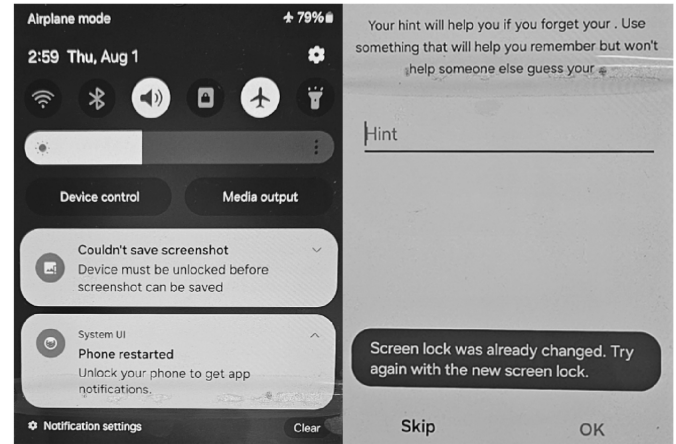 Airplane mode
79%
2:59 Thu, Aug 1
Device control
Media output
Couldn't save screenshot
Device must be unlocked before
screenshot can be saved
System UI
Phone restarted
Unlock your phone to get app
notifications.
Notification settings
Clear
Your hint will help you if you forget your . Use
something that will help you remember but won't
help someone else guess your .
Hint
Screen lock was already changed. Try
again with the new screen lock.
Skip
OK